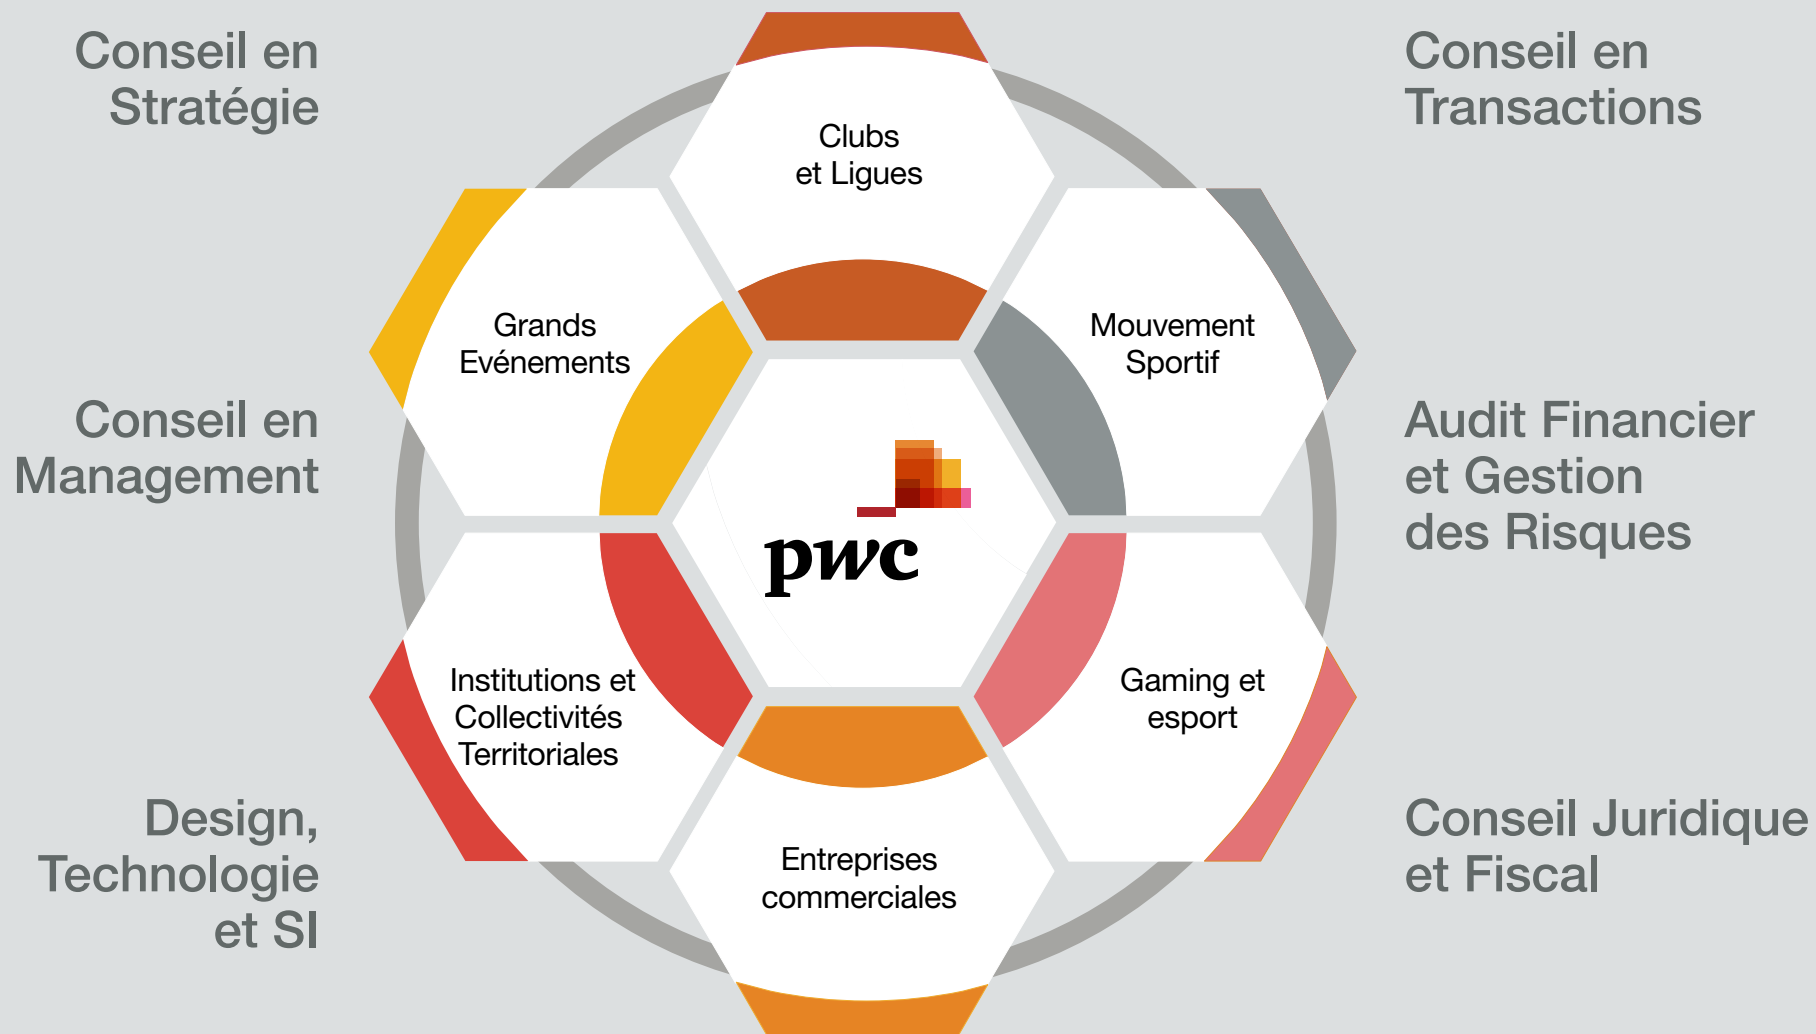 Conseil en
Stratégie
Conseil en
Transactions
Clubs
et Ligues
Grands
Evénements
Mouvement
Sportif
Conseil en
Management
Audit Financier
et Gestion
des Risques
pwc
Institutions et
Collectivités
Territoriales
Gaming et
esport
Design,
Technologie
et SI
Entreprises
commerciales
Conseil Juridique
et Fiscal